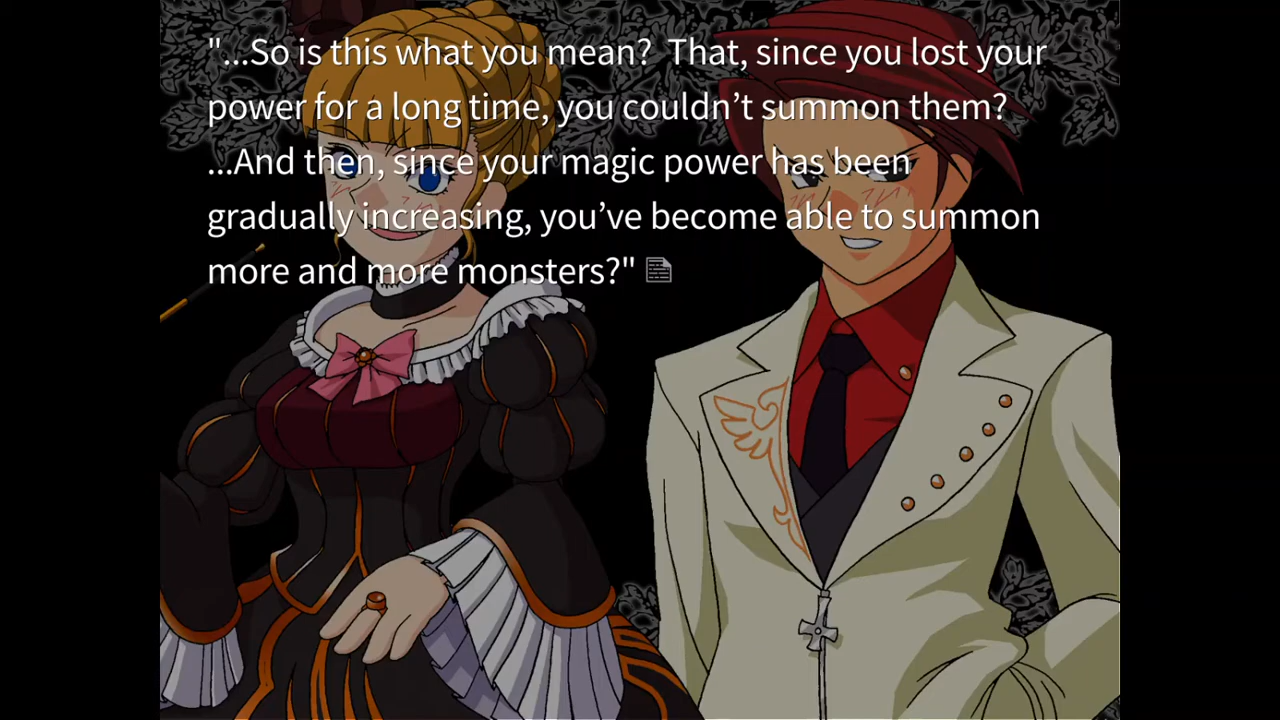 "...So is this what you mean?  That, since you lost your
power for a long time, you couldn’t summon them?
...And then, since your magic power has been
gradually increasing, you’ve become able to summon
more and more monsters?"